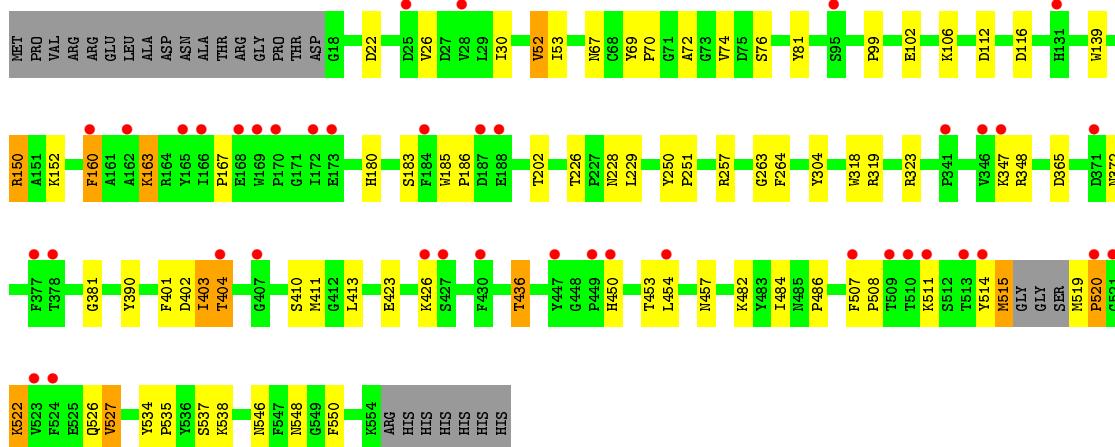 MET PRO VAL ARG ARG GLU LEU ALA ASP ASN ALA THR ARG GLY PRO THR ASP G18 D22 D25 V26 D27 V28 L29 I30 V52 I53 N67 C68 Y69 P70 G71 A72 G73 V74 D75 S76 Y81 S95 P99 E102 K106 D112 D116 H131 W139
R150 A151 K152 F160 A161 A162 K163 R164 Y165 I166 P167 E168 W169 P170 G171 I172 E173 H180 S183 F184 W185 P186 D187 E188 T202 T226 P227 N228 L229 Y250 P251 R257 G263 F264 Y304 W318 R319 R323 P341 V346 K347 R348 D365 D371 N372
F377 T378 G381 Y390 F401 D402 I403 T404 G407 S410 M411 G412 L413 E423 K426 S427 F430 T436 Y447 G448 P449 H450 T453 L454 N457 K482 Y483 I484 N485 P486 F507 P508 T509 T510 K511 S512 T513 Y514 M515 GLY GLY SER M519 P520 G521
K522 V523 F524 E525 Q526 V527 Y534 P535 Y536 S537 K538 N546 F547 N548 G549 F550 K554 ARG HIS HIS HIS HIS HIS HIS